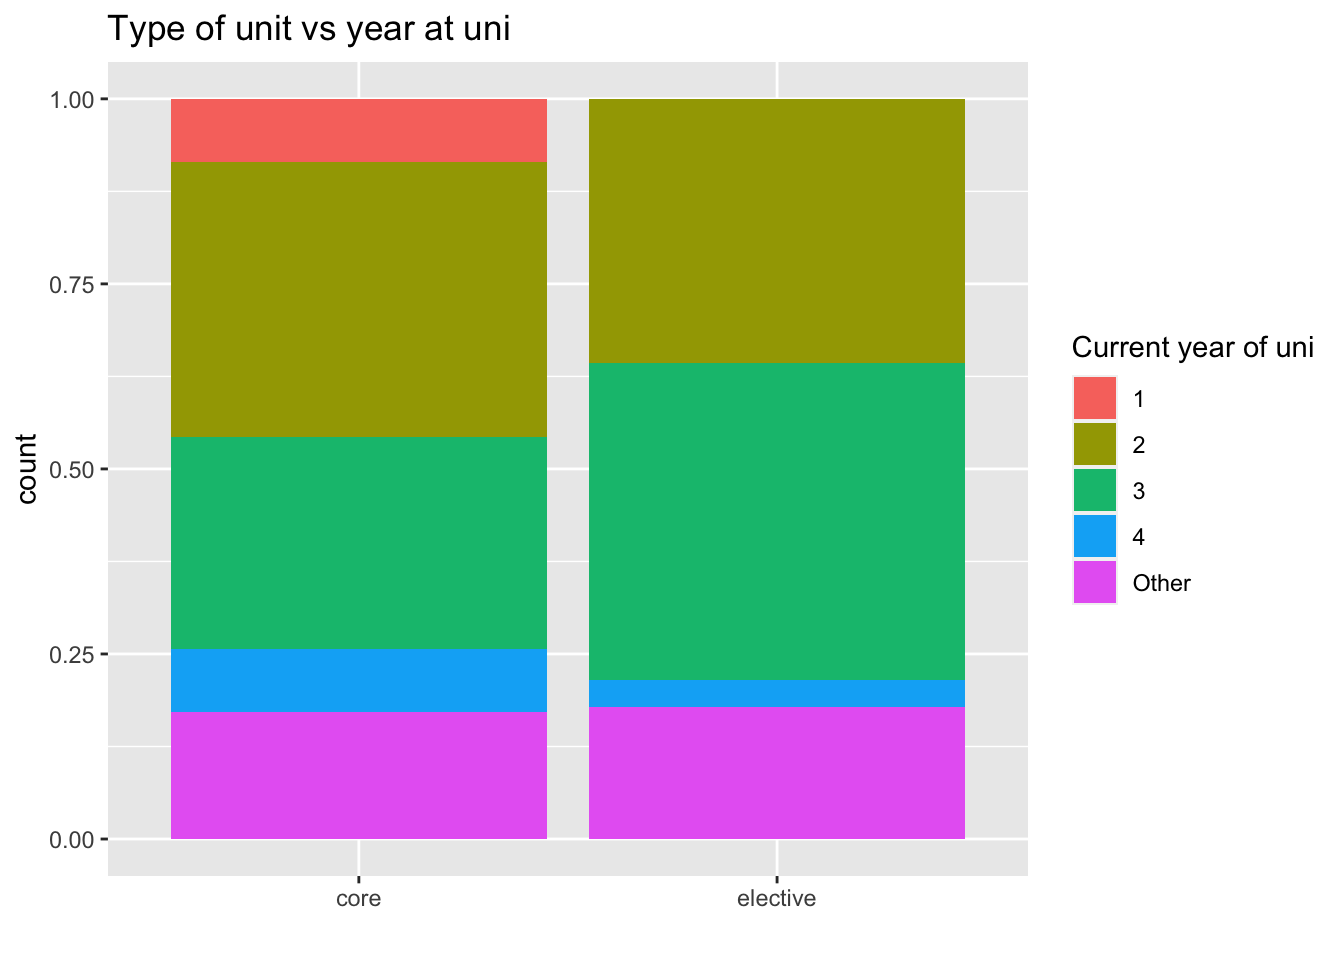 Type of unit vs year at uni
1.00
0.75
0.50
0.25
0.00
count
core
elective
Current year of uni
1
2
3
4
Other